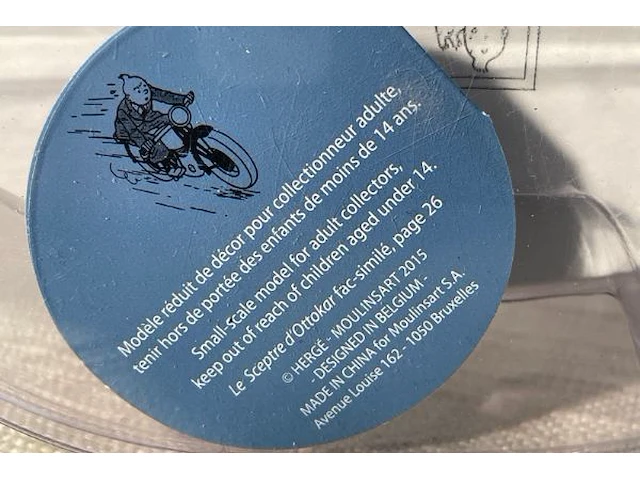 Modèle réduit de décor pour collectionneur adulte,
tenir hors de portée des enfants de moins de 14 ans.
Small-scale model for adult collectors,
keep out of reach of children aged under 14.
Le Sceptre d'Ottokar fac-similé, page 26
© HERGÉ - MOULINSART 2015
- DESIGNED IN BELGIUM -
MADE IN CHINA for Moulinsart S.A.
Avenue Louise 162 - 1050 Bruxelles